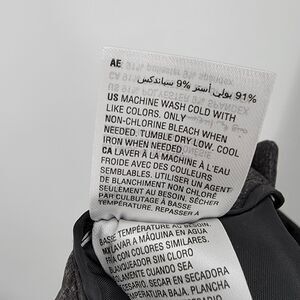 AE
91% بولي أستر 9% سباندكس
US MACHINE WASH COLD WITH
LIKE COLORS. ONLY
NON-CHLORINE BLEACH WHEN
NEEDED. TUMBLE DRY LOW. COOL
IRON WHEN NEEDED
CA LAVER À LA MACHINE À L'EAU
FROIDE AVEC DES COULEURS
SEMBLABLES. UTILISER UN AGENT
DE BLANCHIMENT NON CHLORÉ
SEULEMENT AU BESOIN. SÉCHER
PAR CULBUTAGE À BASSE
TEMPÉRATURE. REPASSER À
BASSE TEMPÉRATURE AU BESOIN.
MX LAVAR A MÁQUINA EN AGUA
FRÍA CON COLORES SIMILARES.
BLANQUEADOR SIN CLORO
SOLAMENTE CUANDO SEA
NECESARIO. SECAR EN SECADORA
TEMPERATURA BAJA. PLANCHA